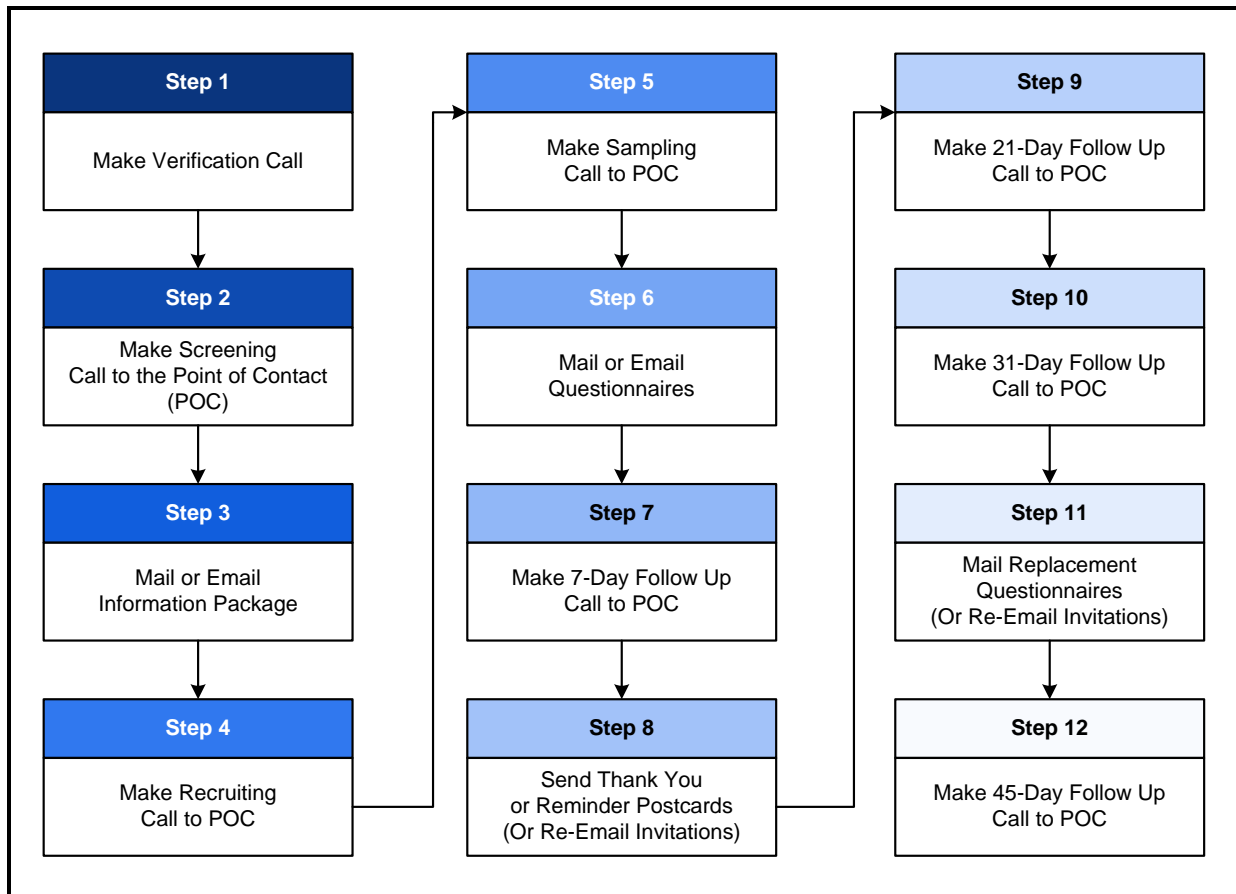 Step 1
Make Verification Call
Step 2
Make Screening
Call to the Point of Contact
(POC)
Step 3
Mail or Email
Information Package
Step 4
Make Recruiting
Call to POC
Step 5
Make Sampling
Call to POC
Step 6
Mail or Email
Questionnaires
Step 7
Make 7-Day Follow Up
Call to POC
Step 8
Send Thank You
or Reminder Postcards
(Or Re-Email Invitations)
Step 9
Make 21-Day Follow Up
Call to POC
Step 10
Make 31-Day Follow Up
Call to POC
Step 11
Mail Replacement
Questionnaires
(Or Re-Email Invitations)
Step 12
Make 45-Day Follow Up
Call to POC